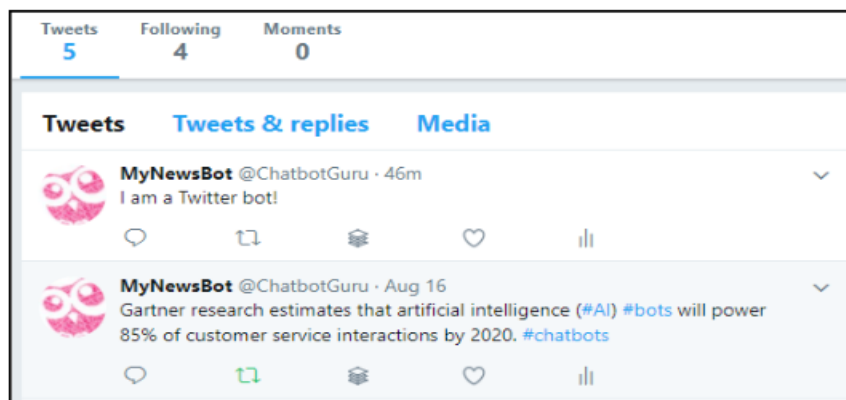 Tweets Following Moments
5 4 0
Tweets Tweets & replies Media
MyNewsBot @ChatbotGuru · 46m
I am a Twitter bot!
MyNewsBot @ChatbotGuru · Aug 16
Gartner research estimates that artificial intelligence (#AI) #bots will power
85% of customer service interactions by 2020. #chatbots